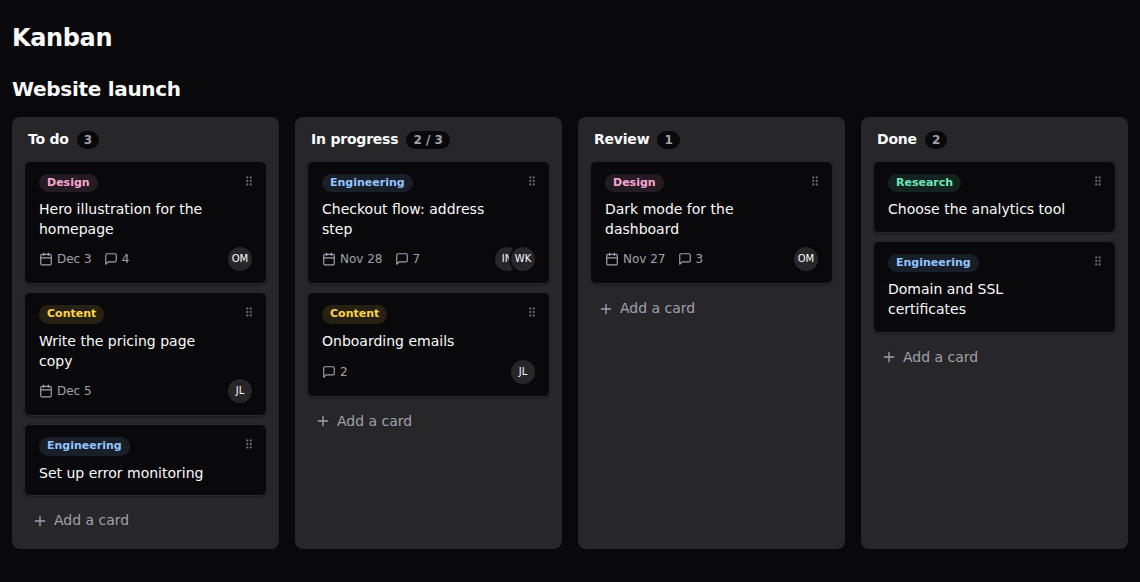 Kanban
Website launch
To do 3
Design
Hero illustration for the
homepage
Dec 3 4 OM
Content
Write the pricing page
copy
Dec 5 JL
Engineering
Set up error monitoring
Add a card
In progress 2 / 3
Engineering
Checkout flow: address
step
Nov 28 7 WK
Content
Onboarding emails
2 JL
Add a card
Review 1
Design
Dark mode for the
dashboard
Nov 27 3 OM
Add a card
Done 2
Research
Choose the analytics tool
Engineering
Domain and SSL
certificates
Add a card